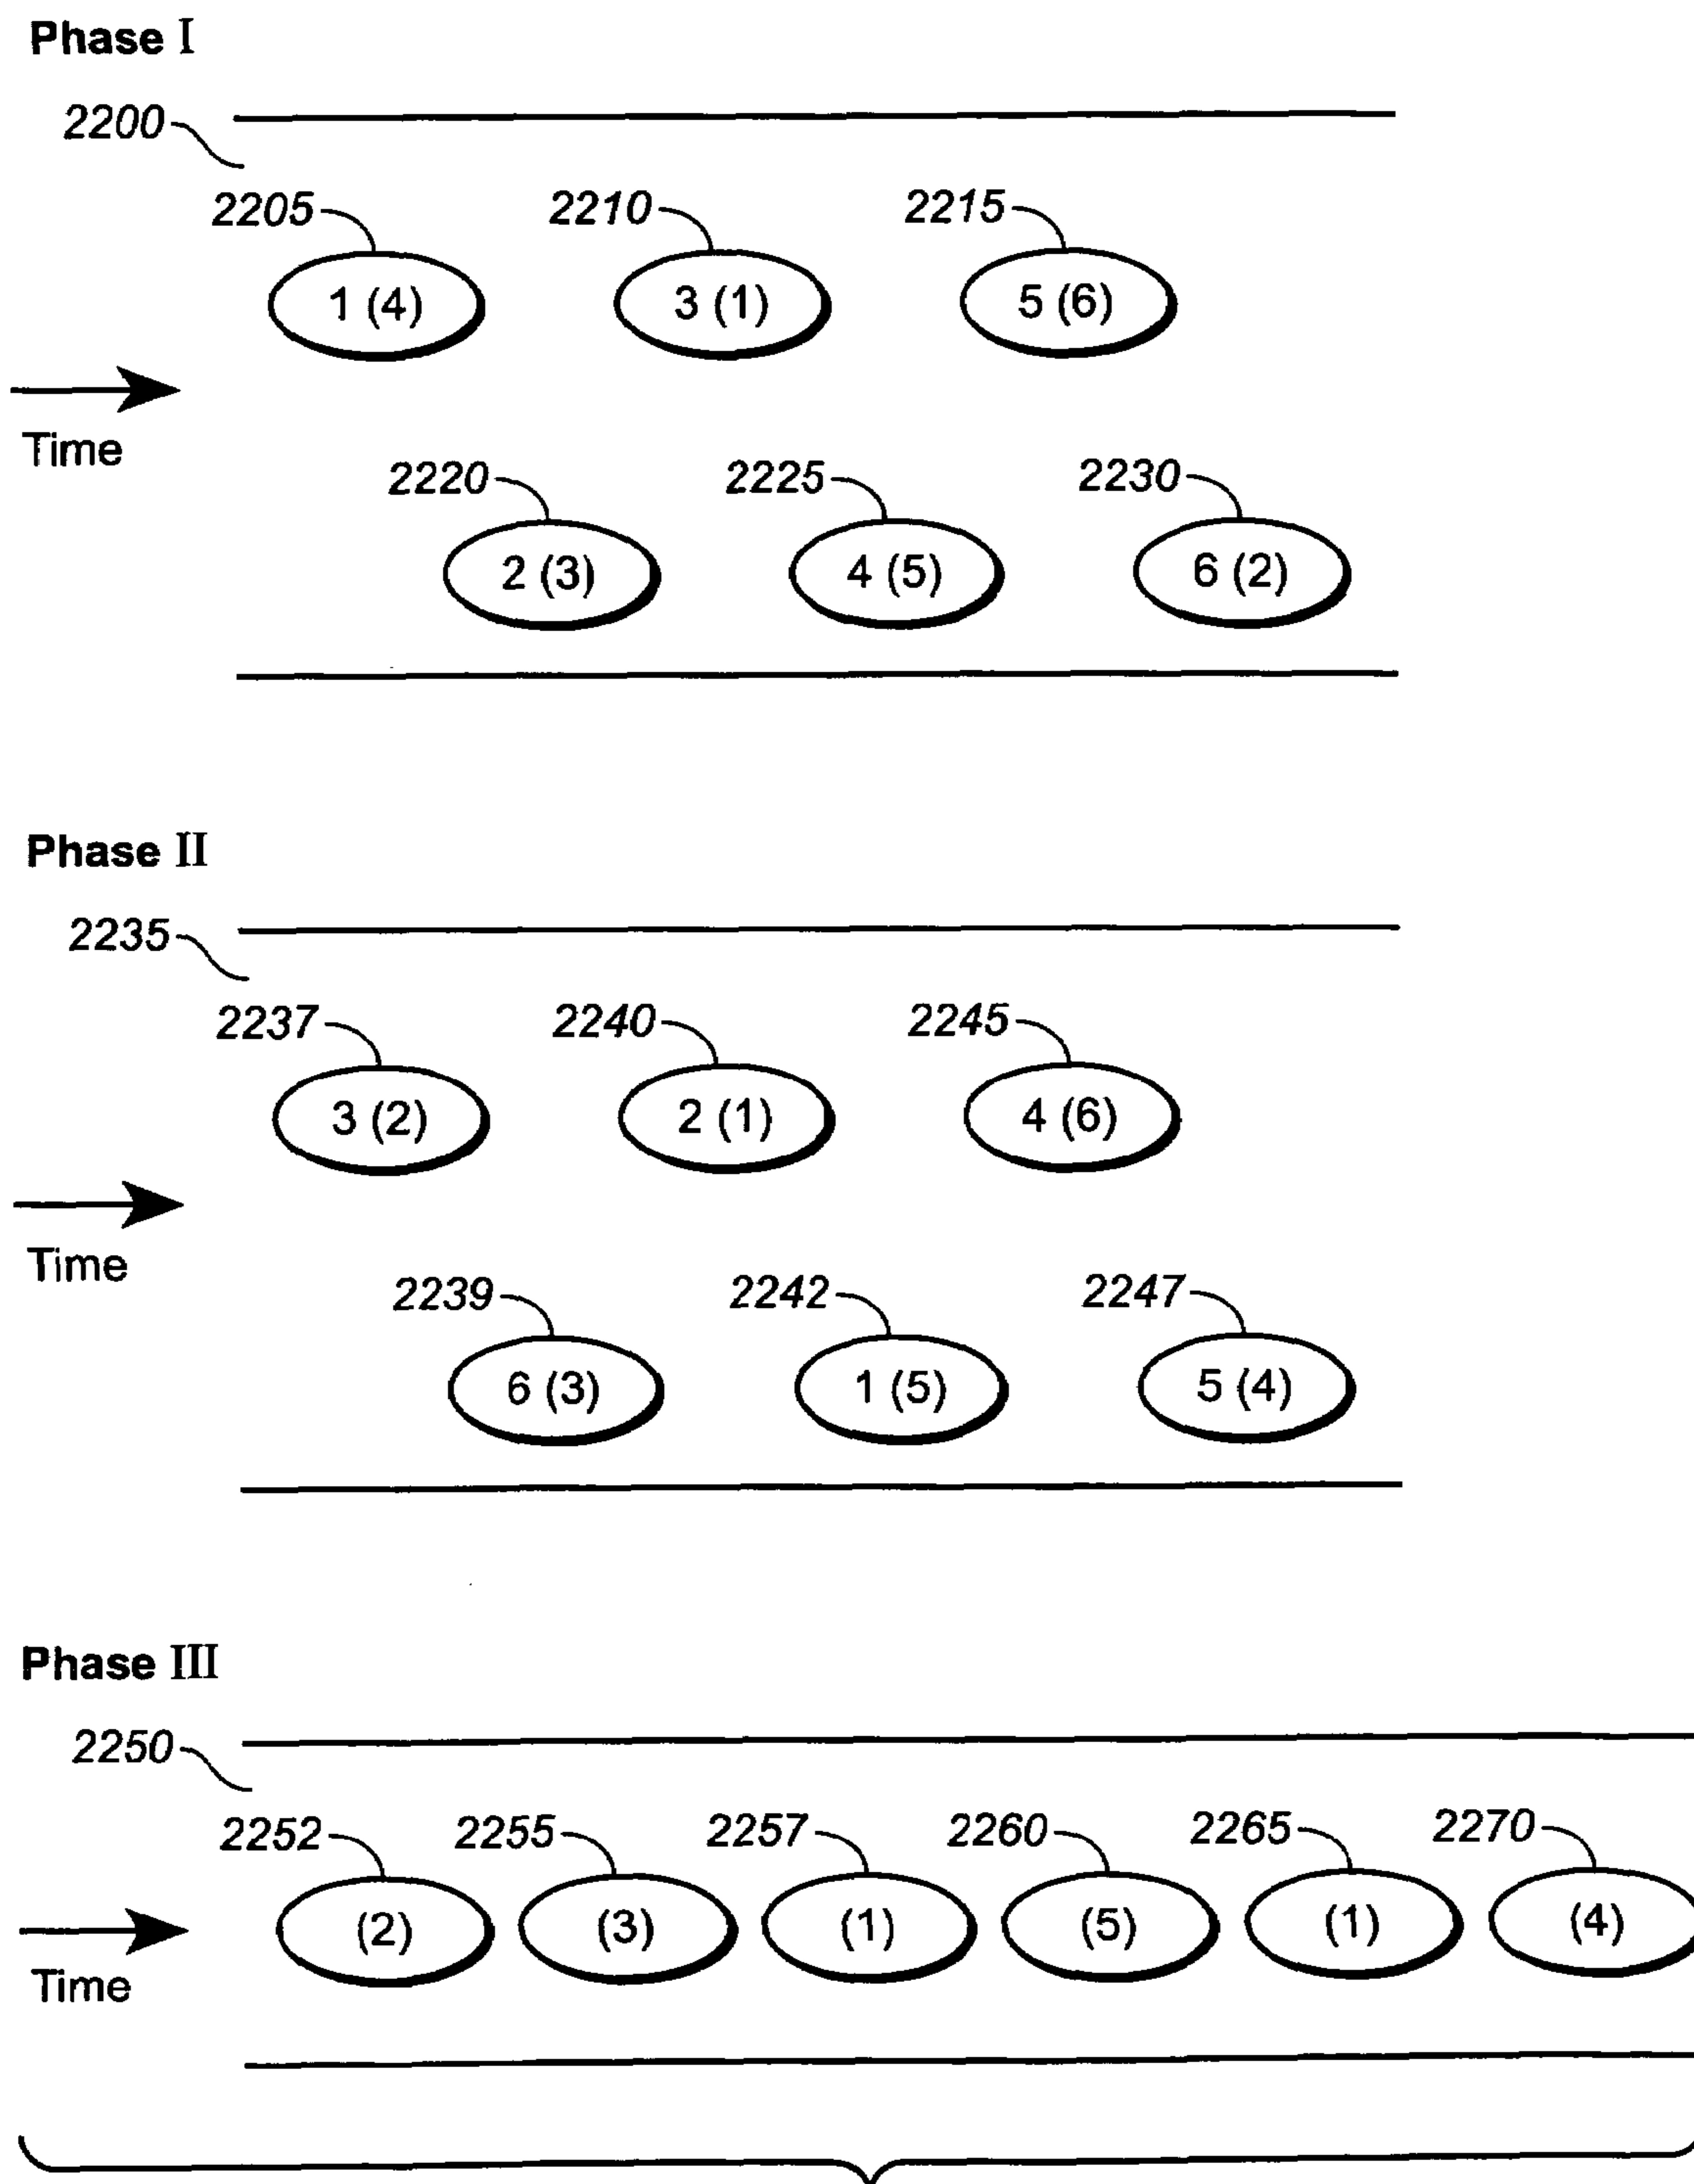 Phase I
2200
2205 2210 2215
1 (4) 3 (1) 5 (6)
Time
2220 2225 2230
2 (3) 4 (5) 6 (2)
Phase II
2235
2237 2240 2245
3 (2) 2 (1) 4 (6)
Time
2239 2242 2247
6 (3) 1 (5) 5 (4)
Phase III
2250
2252 2255 2257 2260 2265 2270
(2) (3) (1) (5) (1) (4)
Time